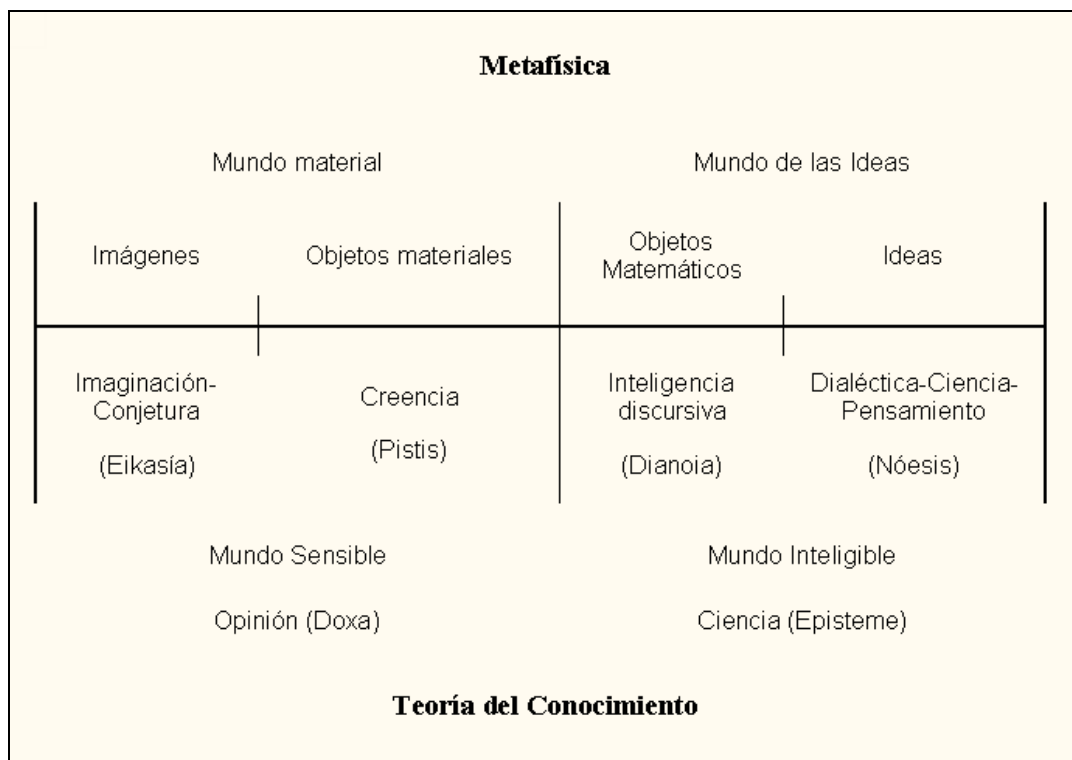 Metafísica
Mundo material
Mundo de las Ideas
Imágenes
Objetos materiales
Objetos
Matemáticos
Ideas
Imaginación-
Conjetura
(Eikasía)
Creencia
(Pistis)
Inteligencia
discursiva
(Dianoia)
Dialéctica-Ciencia-
Pensamiento
(Nóesis)
Mundo Sensible
Mundo Inteligible
Opinión (Doxa)
Ciencia (Episteme)
Teoría del Conocimiento